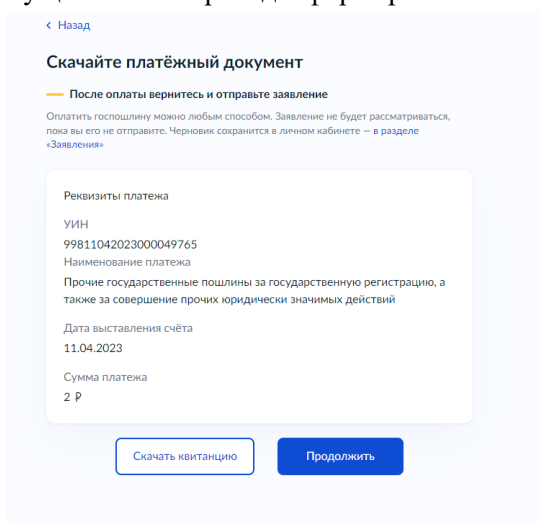 ‹ Назад
Скачайте платёжный документ
После оплаты вернитесь и отправьте заявление
Оплатить госпошлину можно любым способом. Заявление не будет рассматриваться,
пока вы его не отправите. Черновик сохранится в личном кабинете — в разделе
«Заявления»
Реквизиты платежа
УИН
99811042023000049765
Наименование платежа
Прочие государственные пошлины за государственную регистрацию, а
также за совершение прочих юридически значимых действий
Дата выставления счёта
11.04.2023
Сумма платежа
2 ₽
Скачать квитанцию
Продолжить